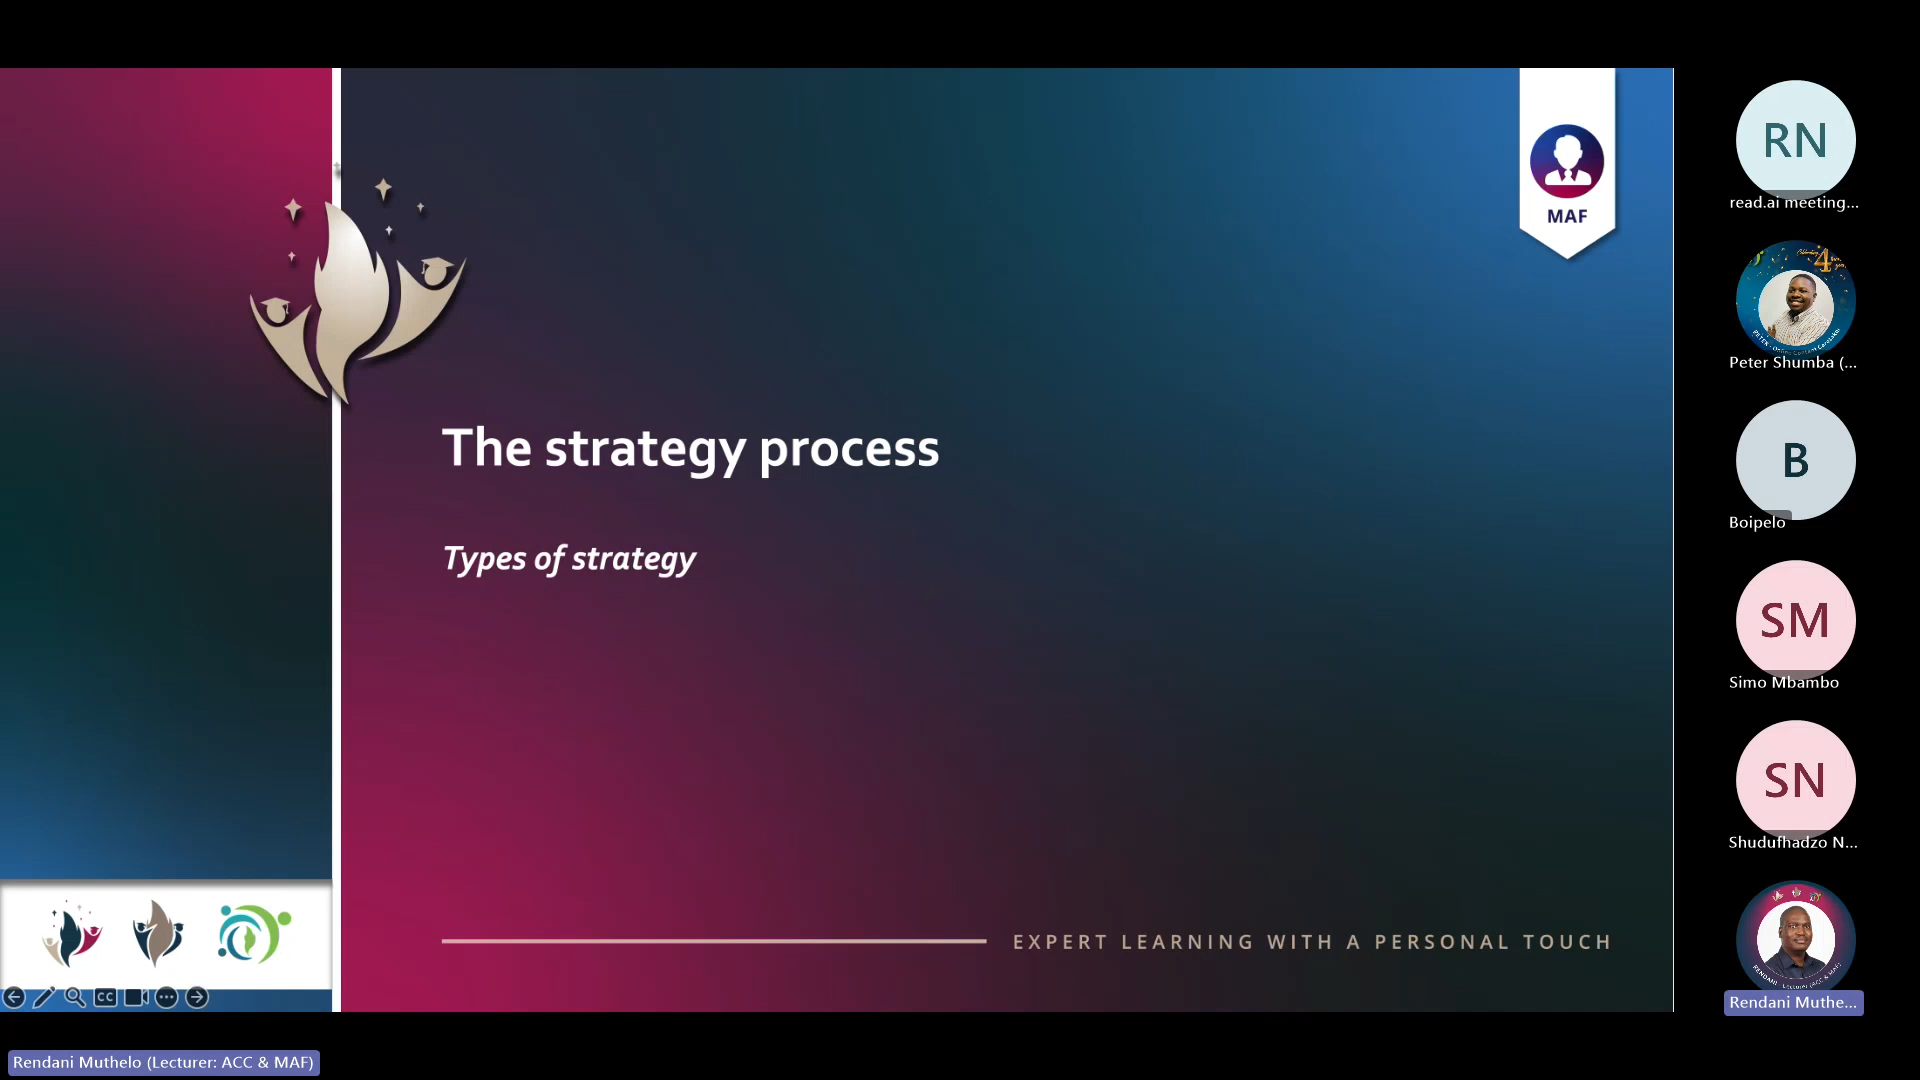 MAF
The strategy process
Types of strategy
EXPERT LEARNING WITH A PERSONAL TOUCH
CC
Rendani Muthelo (Lecturer: ACC & MAF)
RN
read.ai meeting...
Peter Shumba (...
B
Boipelo
SM
Simo Mbambo
SN
Shudufhadzo N...
Rendani Muthe...